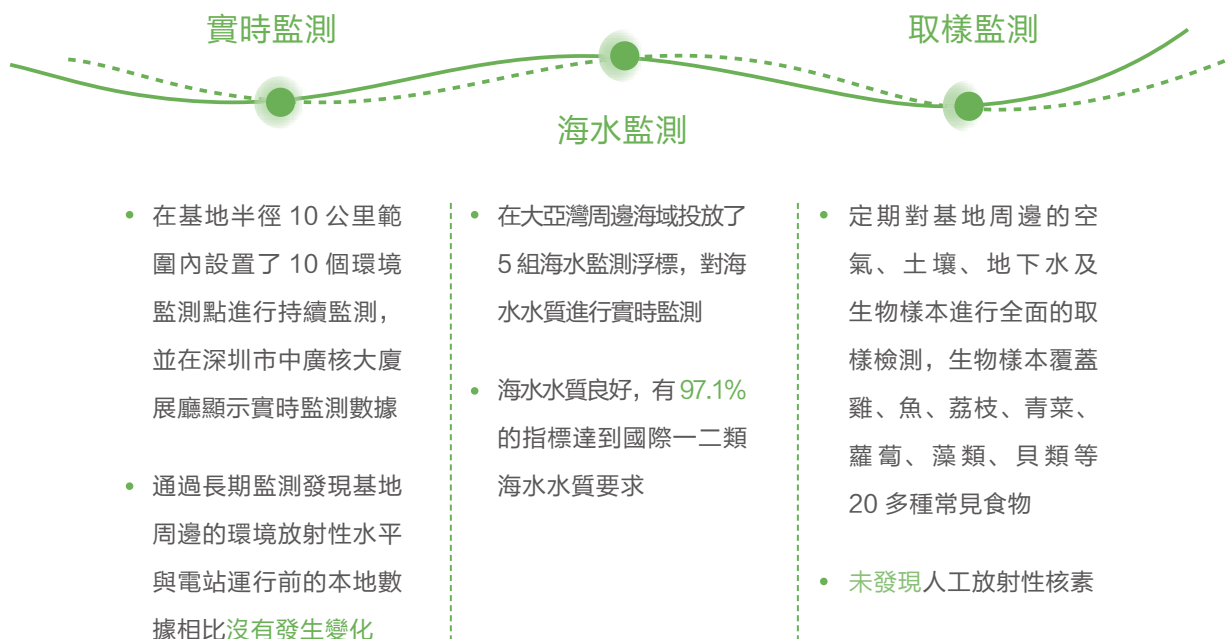 實時監測
在基地半徑 10 公里範
圍內設置了 10 個環境
監測點進行持續監測，
並在深圳市中廣核大廈
展廳顯示實時監測數據
通過長期監測發現基地
周邊的環境放射性水平
與電站運行前的本地數
據相比沒有發生變化
海水監測
在大亞灣周邊海域投放了
5 組海水監測浮標，對海
水水質進行實時監測
海水水質良好，有 97.1%
的指標達到國際一二類
海水水質要求
取樣監測
定期對基地周邊的空
氣、土壤、地下水及
生物樣本進行全面的取
樣檢測，生物樣本覆蓋
雞、魚、荔枝、青菜、
蘿蔔、藻類、貝類等
20 多種常見食物
未發現人工放射性核素